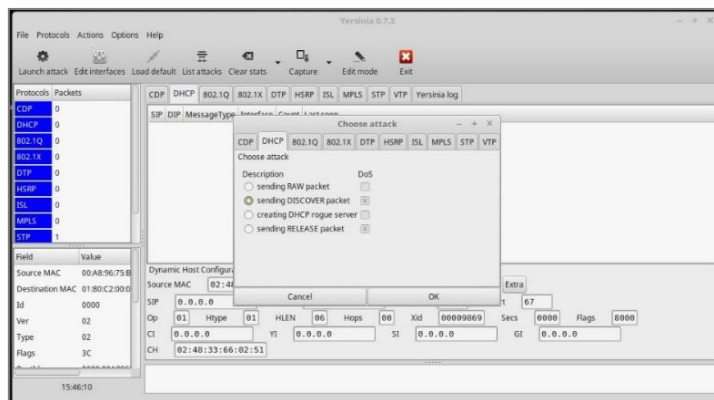 Yersinia 0.7.3
File Protocols Actions Options Help
Launch attack Edit interfaces Load default List attacks Clear stats Capture Edit mode Exit
Protocols Packets
CDP 0
DHCP 0
802.1Q 0
802.1X 0
DTP 0
HSRP 0
ISL 0
MPLS 0
STP 1
CDP DHCP 802.1Q 802.1X DTP HSRP ISL MPLS STP VTP Yersinia log
SIP DIP MessageType Interface Count Last seen
Choose attack
CDP DHCP 802.1Q 802.1X DTP HSRP ISL MPLS STP VTP
Choose attack
Description DoS
sending RAW packet
sending DISCOVER packet
creating DHCP rogue server
sending RELEASE packet
Cancel OK
Field Value
Source MAC 00:A8:96:75:B
Destination MAC 01:80:C2:00:0
Id 0000
Ver 02
Type 02
Flags 3C
Dynamic Host Configura
Source MAC 02:48 Extra
SIP 0.0.0.0 67
Op 01 Htype 01 HLEN 06 Hops 00 Xid 00009869 Secs 0000 Flags 8000
CI 0.0.0.0 YI 0.0.0.0 SI 0.0.0.0 GI 0.0.0.0
CH 02:48:33:66:02:51
15:46:10